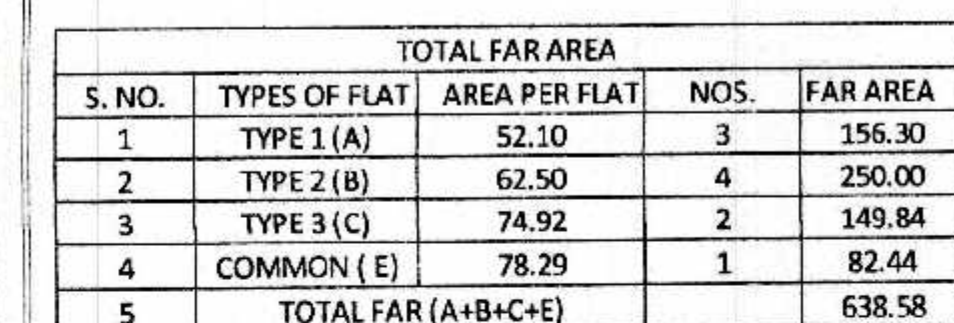 TOTAL FAR AREA
S. NO. TYPES OF FLAT AREA PER FLAT NOS. FAR AREA
1 TYPE 1 (A) 52.10 3 156.30
2 TYPE 2 (B) 62.50 4 250.00
3 TYPE 3 (C) 74.92 2 149.84
4 COMMON ( E) 78.29 1 82.44
5 TOTAL FAR (A+B+C+E) 638.58